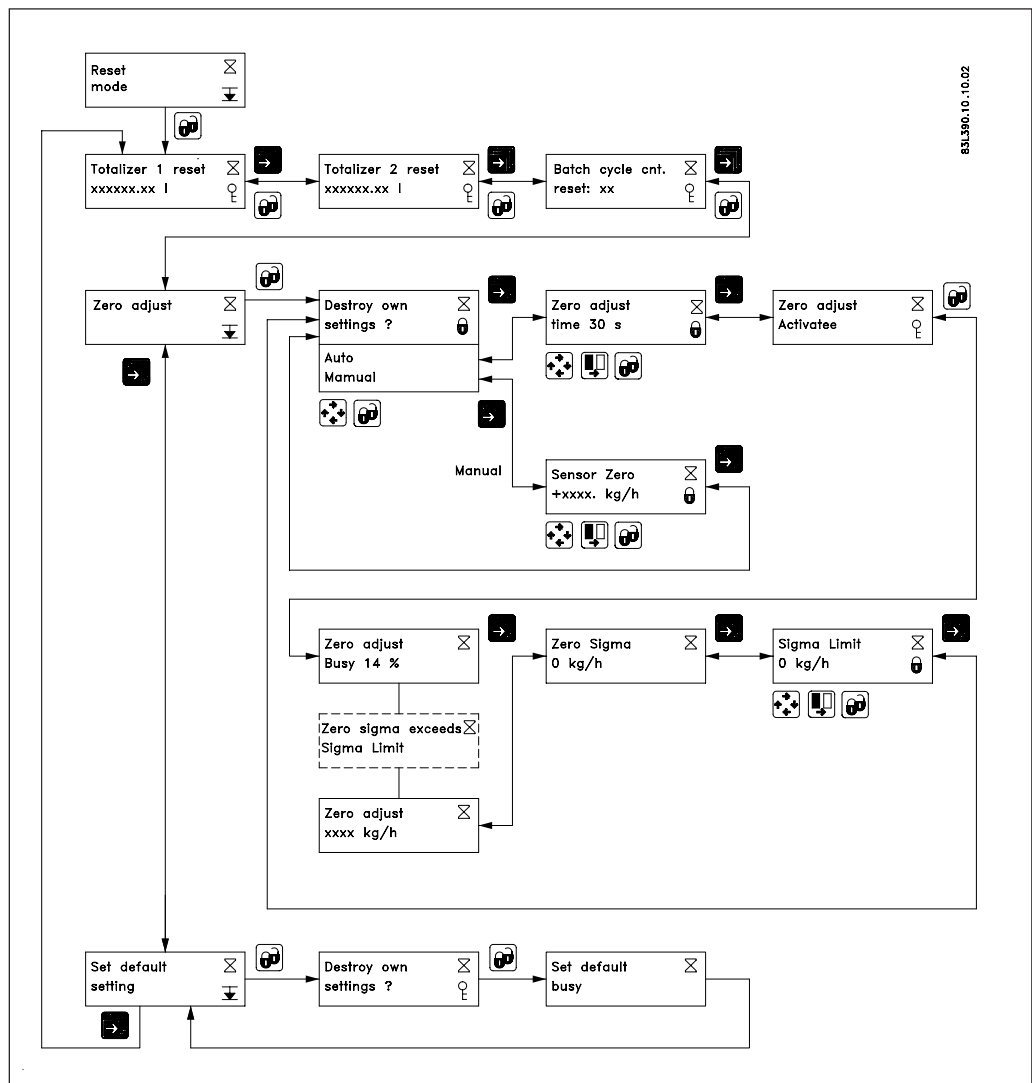 Reset
mode
83L390.10.10.02
Totalizer 1 reset
xxxxxx.xx l
Totalizer 2 reset
xxxxxx.xx l
Batch cycle cnt.
reset: xx
Zero adjust
Destroy own
settings ?
Auto
Mamual
Zero adjust
time 30 s
Zero adjust
Activatee
Manual
Sensor Zero
+xxxx. kg/h
Zero adjust
Busy 14 %
Zero Sigma
0 kg/h
Sigma Limit
0 kg/h
Zero sigma exceeds
Sigma Limit
Zero adjust
xxxx kg/h
Set default
setting
Destroy own
settings ?
Set default
busy